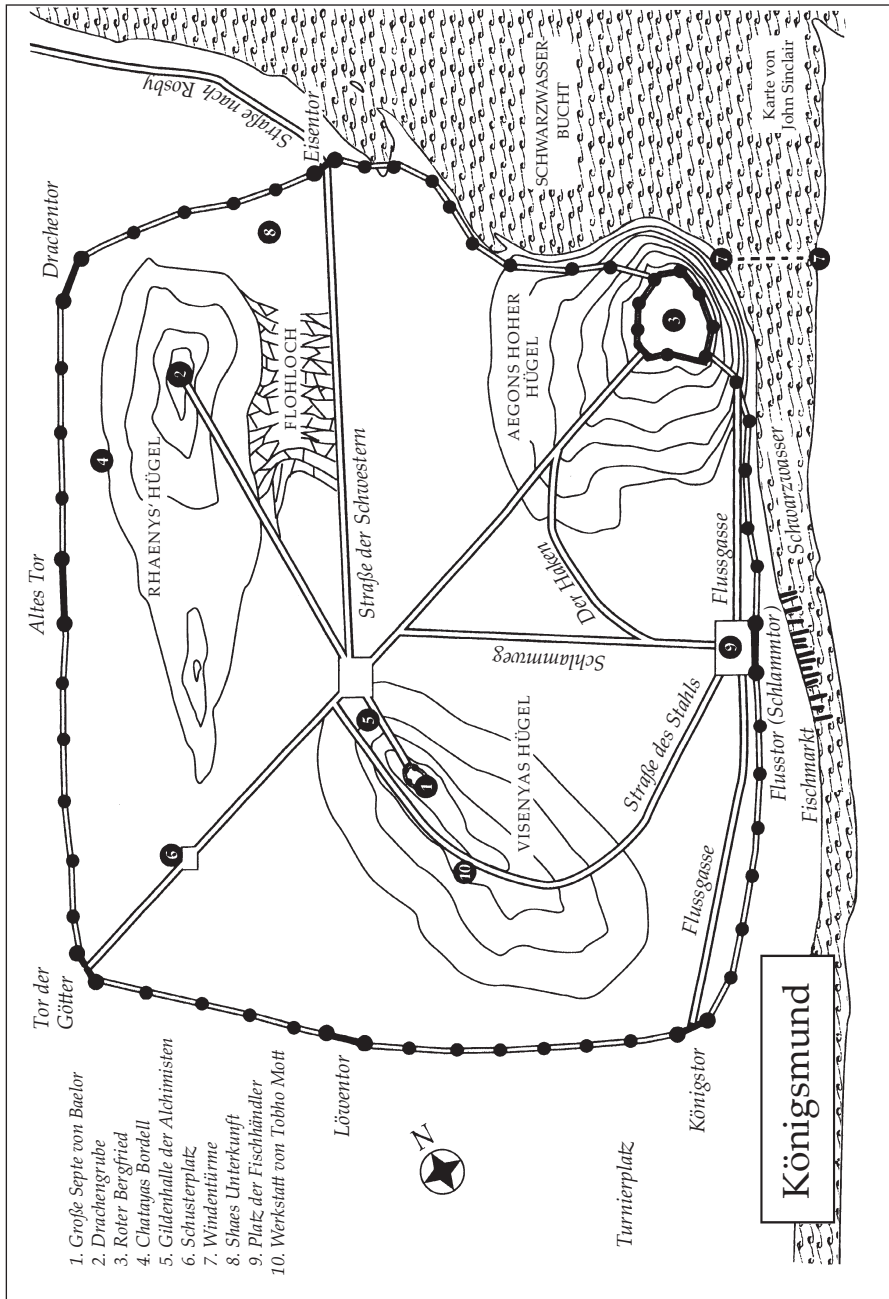 Tor der
Götter
Altes Tor
Drachentor
Straße nach Rosby
Eisentor
RHAENYS' HÜGEL
FLOHLOCH
Straße der Schwestern
SCHWARZWASSER-
BUCHT
AEGONS HOHER
HÜGEL
Der Haken
Schlammweg
VISENYAS HÜGEL
Straße des Stahls
Flussgasse
Flussgasse
Schwarzwasser
Flusstor (Schlammtor)
Fischmarkt
Löwentor
Königstor
Turnierplatz
N
1
2
3
4
5
6
7
7
8
9
10
1. Große Septe von Baelor
2. Drachengrube
3. Roter Bergfried
4. Chatayas Bordell
5. Gildenhalle der Alchimisten
6. Schusterplatz
7. Windentürme
8. Shaes Unterkunft
9. Platz der Fischhändler
10. Werkstatt von Tobho Mott
Königsmund
Karte von
John Sinclair